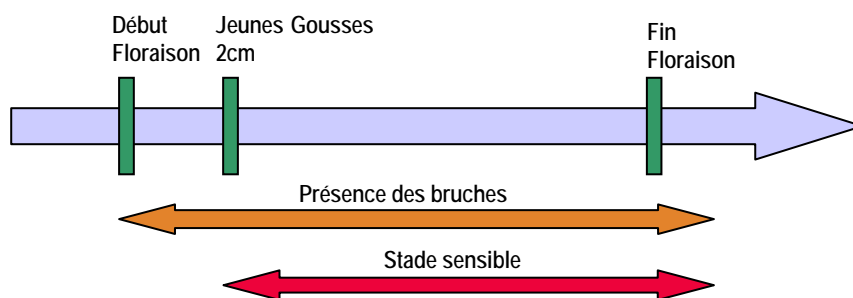 Début
Floraison
Jeunes Gousses
2cm
Fin
Floraison
Présence des bruches
Stade sensible